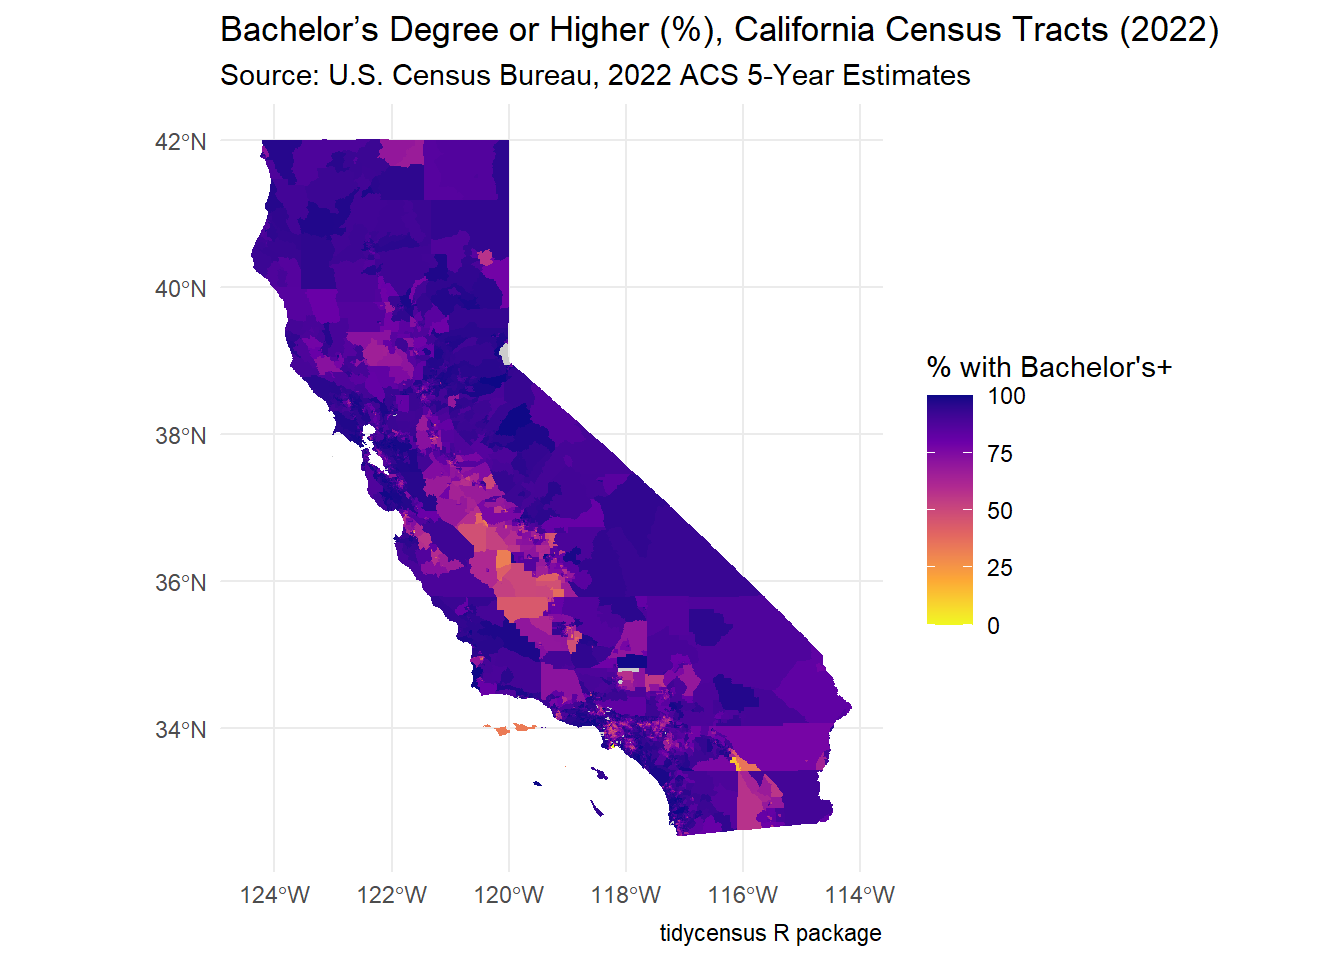 Bachelor’s Degree or Higher (%), California Census Tracts (2022)
Source: U.S. Census Bureau, 2022 ACS 5-Year Estimates
42°N
40°N
38°N
36°N
34°N
124°W 122°W 120°W 118°W 116°W 114°W
% with Bachelor's+
100
75
50
25
0
tidycensus R package